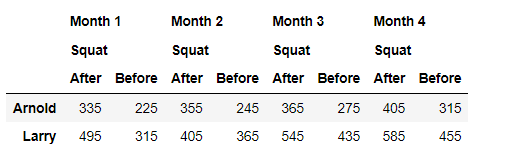 Month 1 Month 2 Month 3 Month 4
Squat Squat Squat Squat
After Before After Before After Before After Before
Arnold 335 225 355 245 365 275 405 315
Larry 495 315 405 365 545 435 585 455